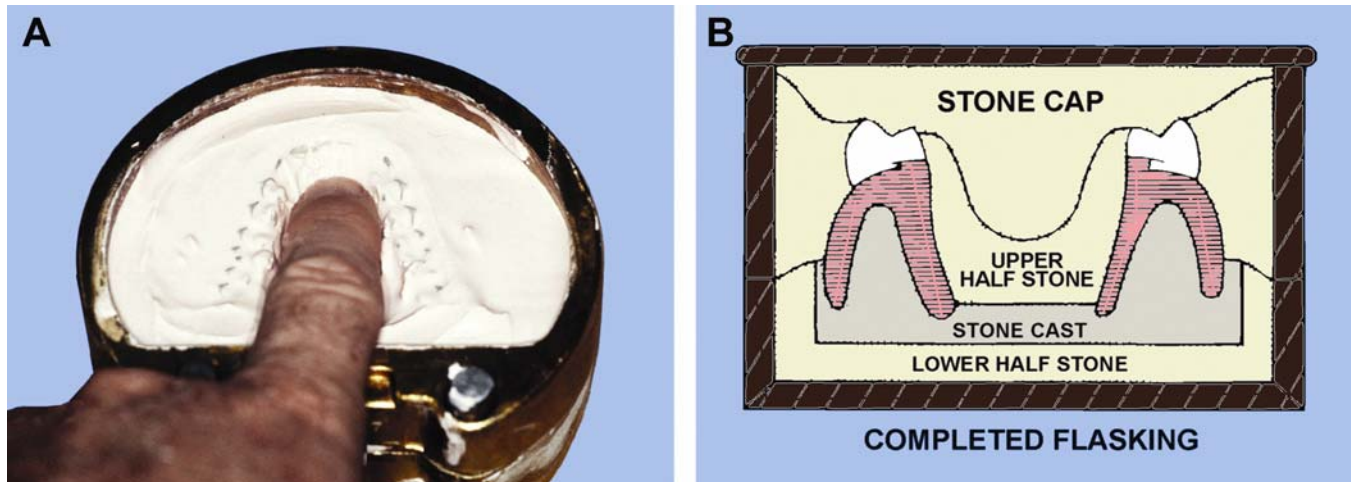 A
B
STONE CAP
UPPER
HALF STONE
STONE CAST
LOWER HALF STONE
COMPLETED FLASKING